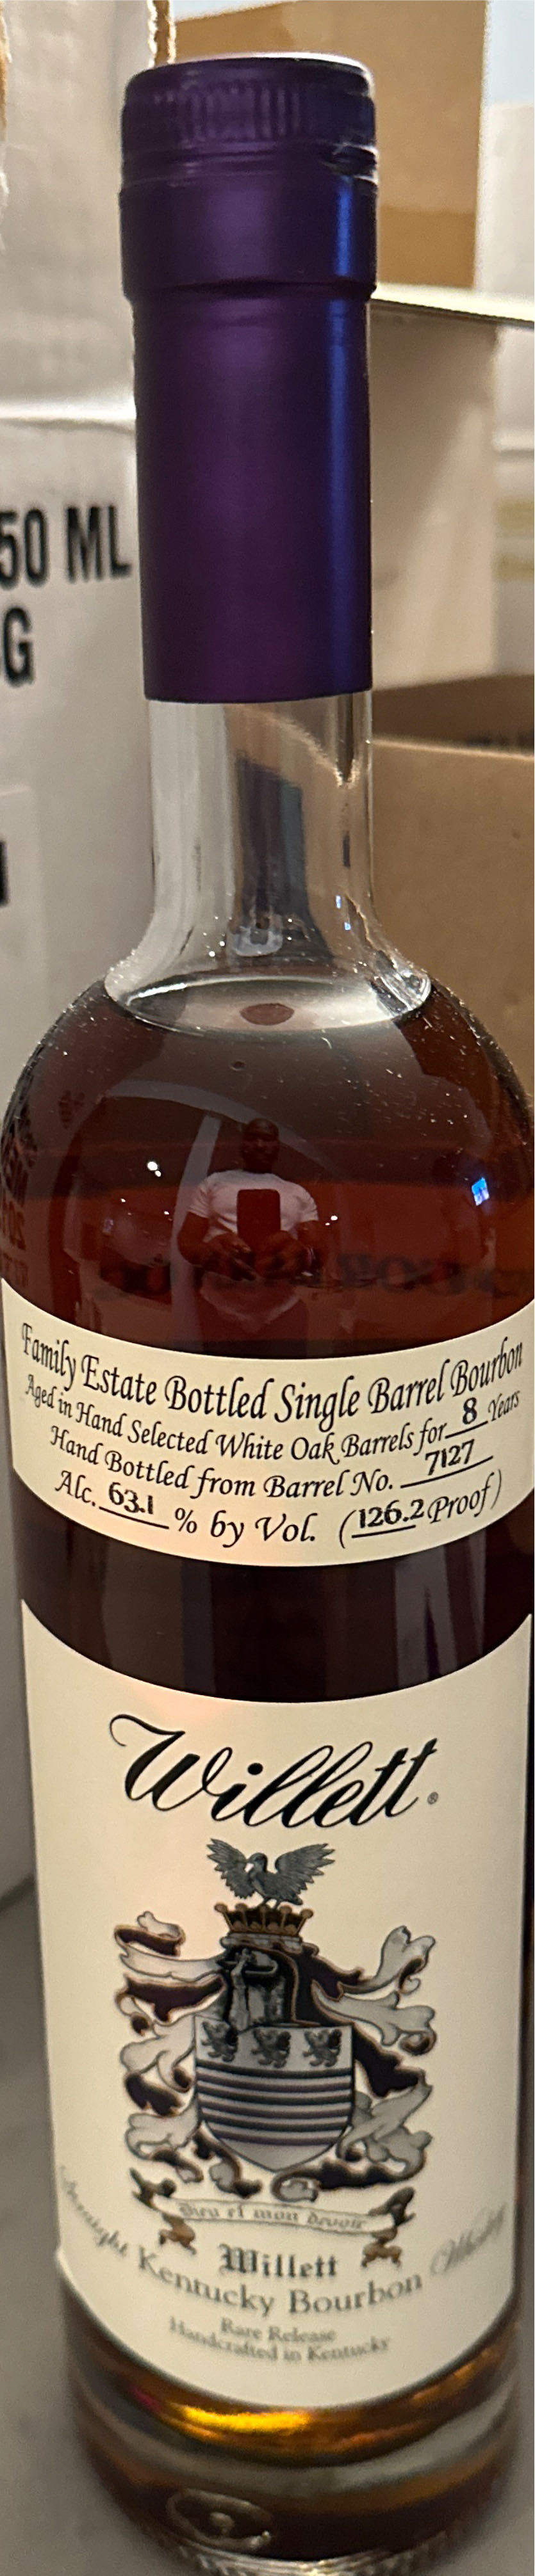 50 ML
G
Family Estate Bottled Single Barrel Bourbon
Aged in Hand Selected White Oak Barrels for 8 Years
Hand Bottled from Barrel No. 7127
Alc. 63.1 % by Vol. (126.2 Proof)
Willett®
Dieu et mon devoir
Willett
Straight Kentucky Bourbon Whiskey
Rare Release
Handcrafted in Kentucky